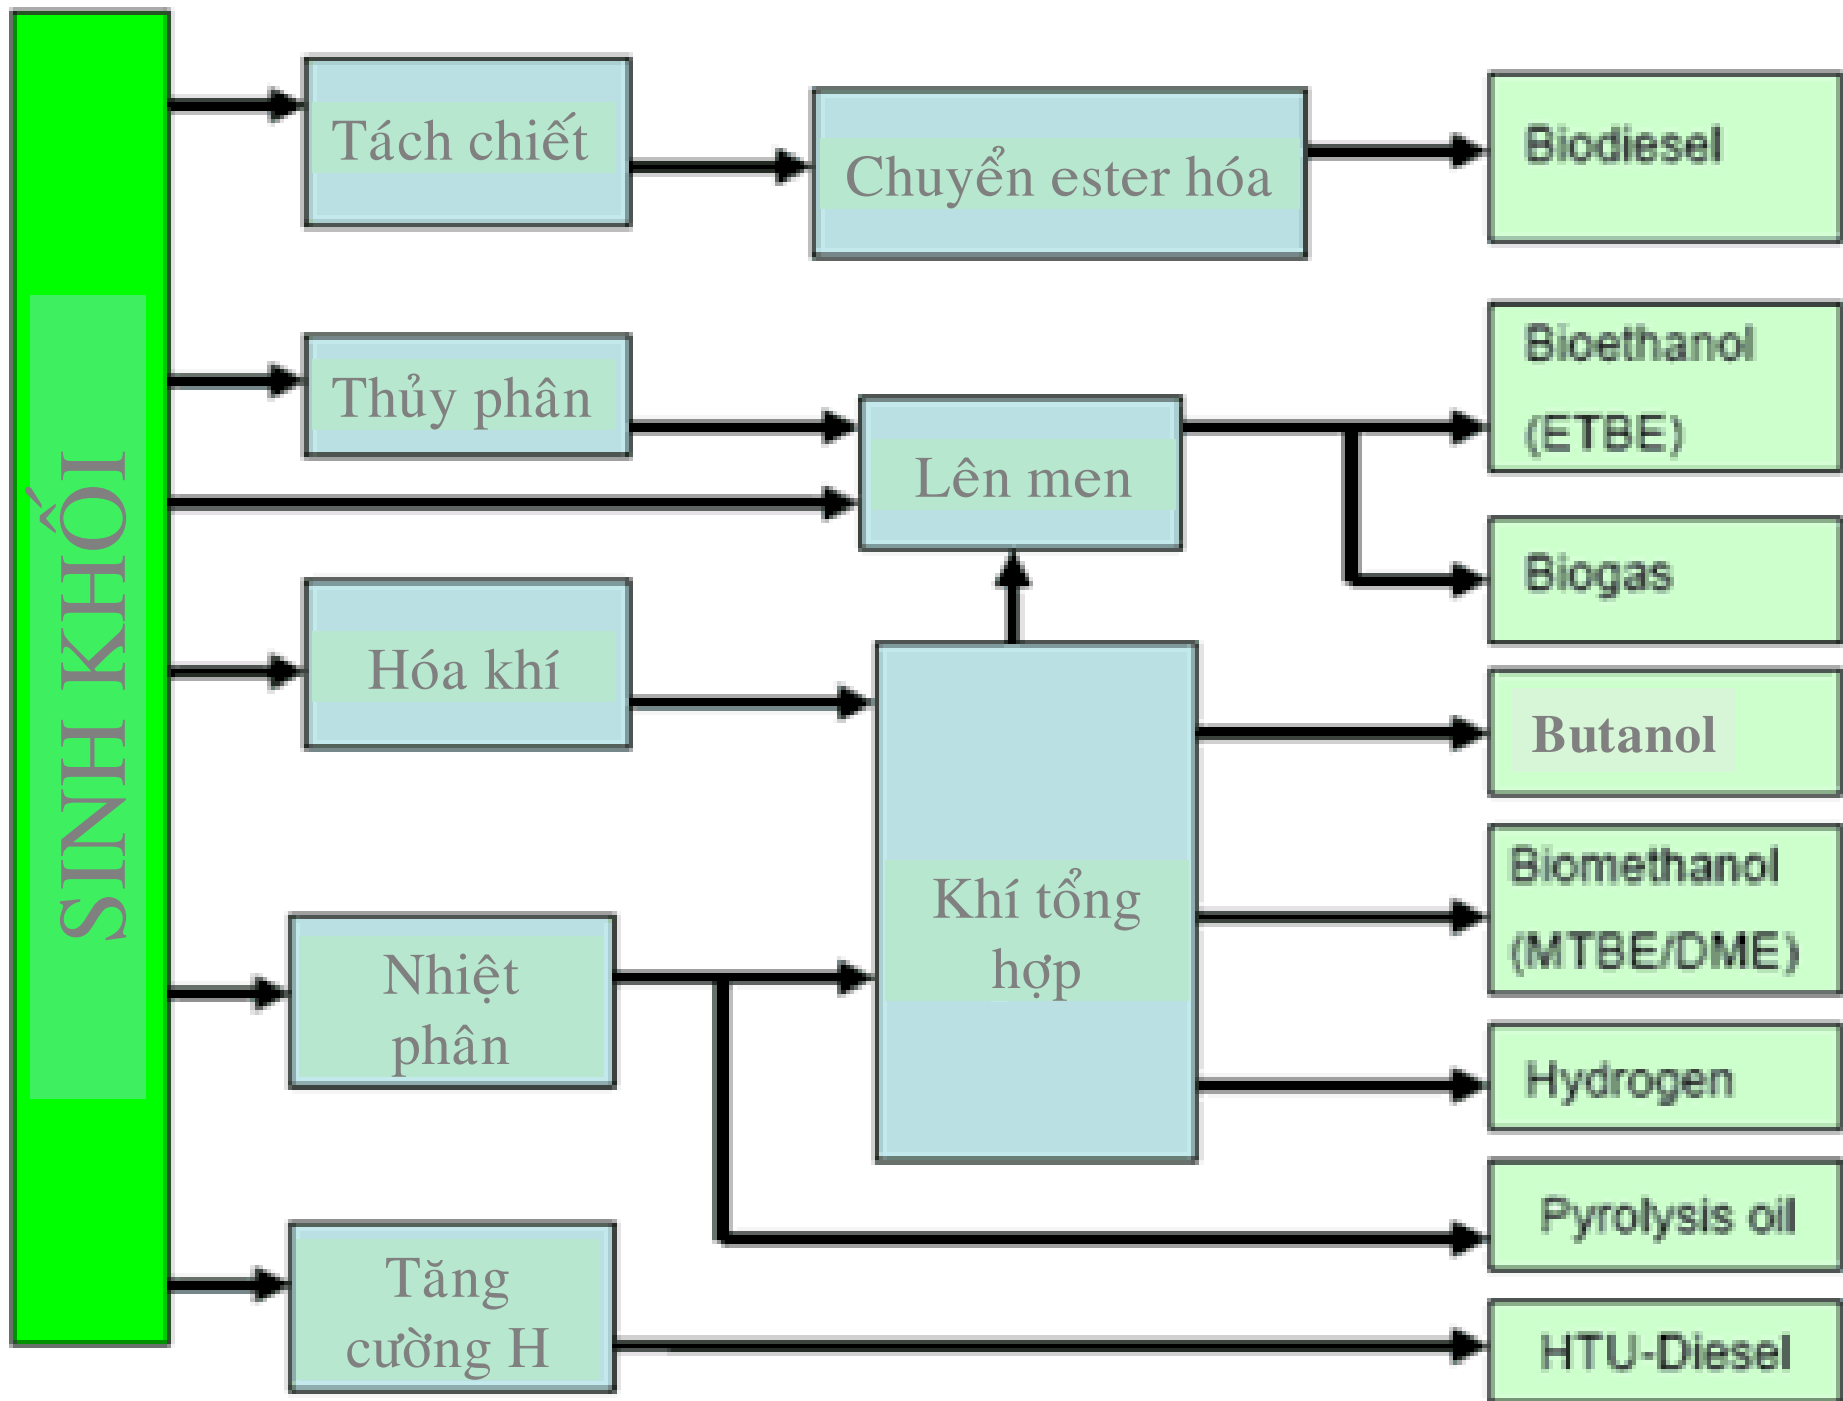 SINH KHỐI
Tách chiết
Chuyển ester hóa
Biodiesel
Thủy phân
Lên men
Bioethanol
(ETBE)
Biogas
Hóa khí
Butanol
Khí tổng
hợp
Biomethanol
(MTBE/DME)
Nhiệt
phân
Hydrogen
Pyrolysis oil
Tăng
cường H
HTU-Diesel